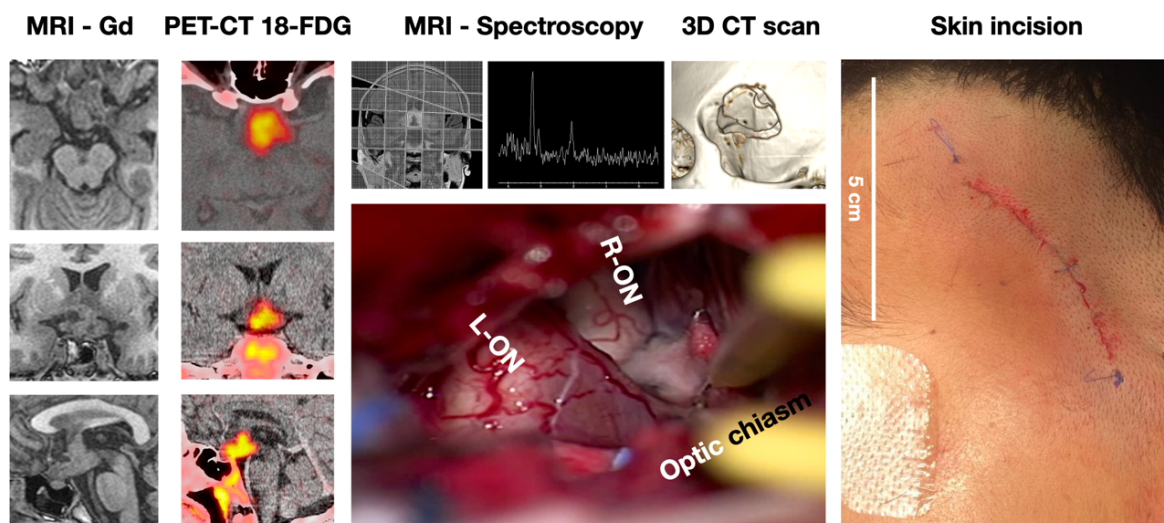 MRI - Gd
PET-CT 18-FDG
MRI - Spectroscopy
3D CT scan
Skin incision
5 cm
R-ON
L-ON
Optic chiasm